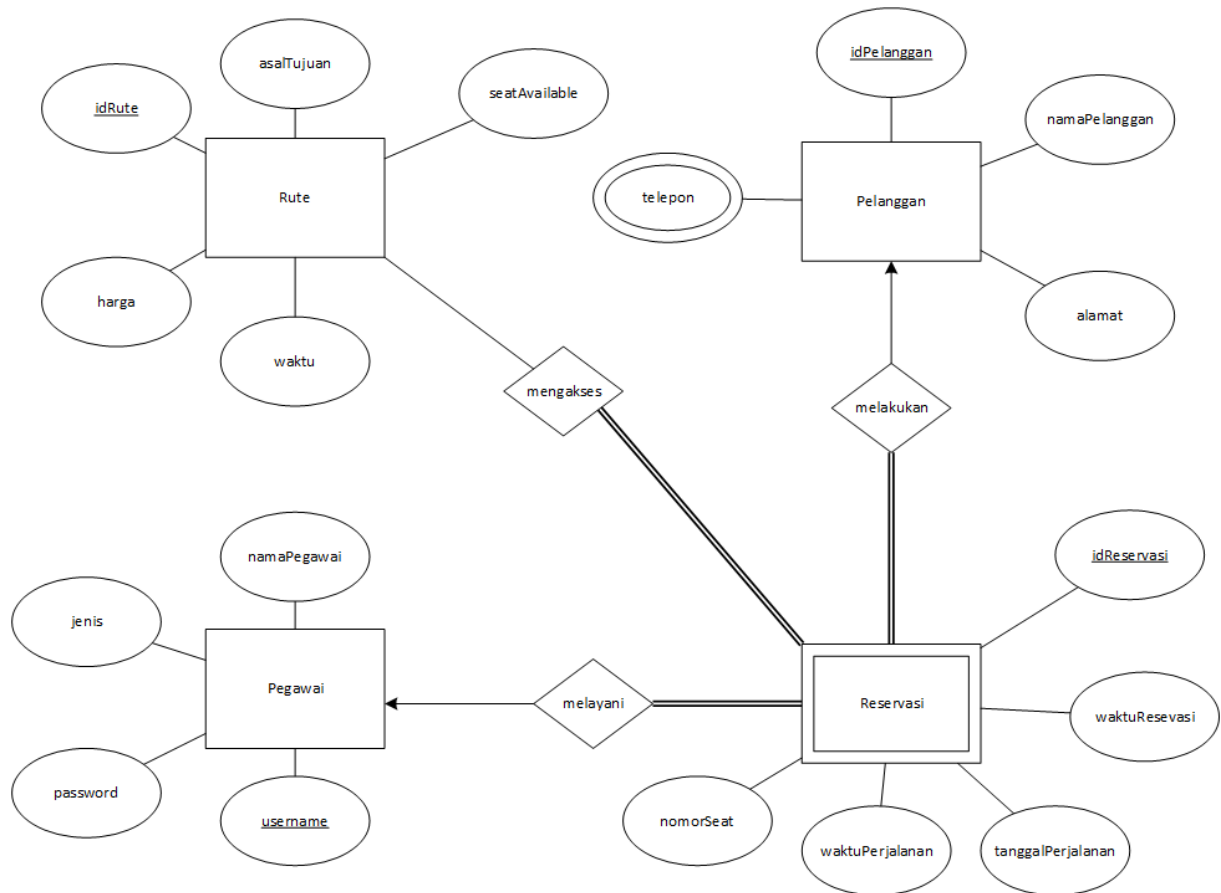 idPelanggan
asalTujuan
seatAvailable
idRute
namaPelanggan
telepon
Rute
Pelanggan
harga
alamat
waktu
mengakses
melakukan
namaPegawai
idReservasi
jenis
Pegawai
melayani
Reservasi
waktuResevasi
password
username
nomorSeat
waktuPerjalanan
tanggalPerjalanan